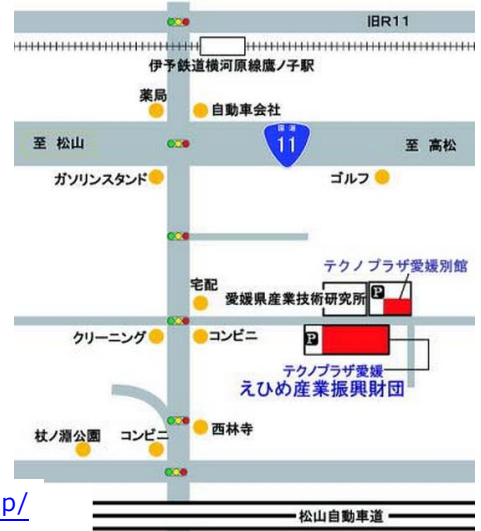 旧R11
伊予鉄道横河原線鷹ノ子駅
薬局
自動車会社
至 松山
国道
11
至 高松
ガソリンスタンド
ゴルフ
テクノプラザ愛媛別館
宅配
愛媛県産業技術研究所
P
クリーニング
コンビニ
P
テクノプラザ愛媛
えひめ産業振興財団
杖ノ淵公園
コンビニ
西林寺
p/
松山自動車道